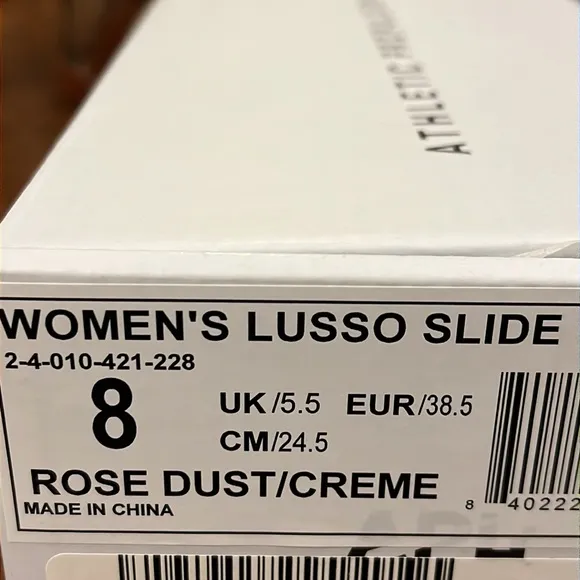 ATHLETIC
WOMEN'S LUSSO SLIDE
2-4-010-421-228
8
UK/5.5 EUR/38.5
CM/24.5
ROSE DUST/CREME
MADE IN CHINA
8 40222